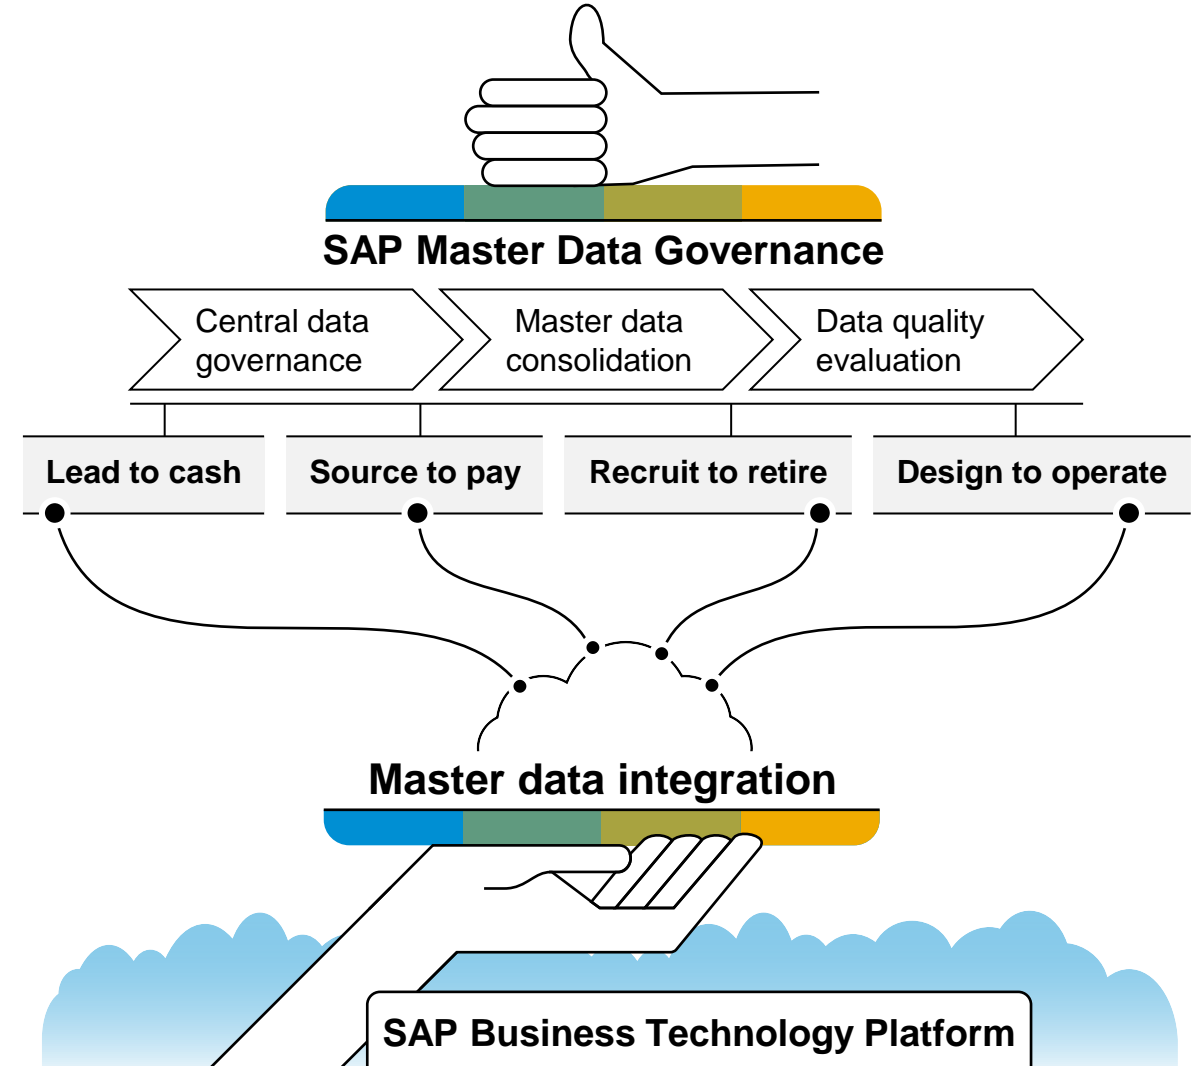 SAP Master Data Governance
Central data
governance
Master data
consolidation
Data quality
evaluation
Lead to cash
Source to pay
Recruit to retire
Design to operate
Master data integration
SAP Business Technology Platform